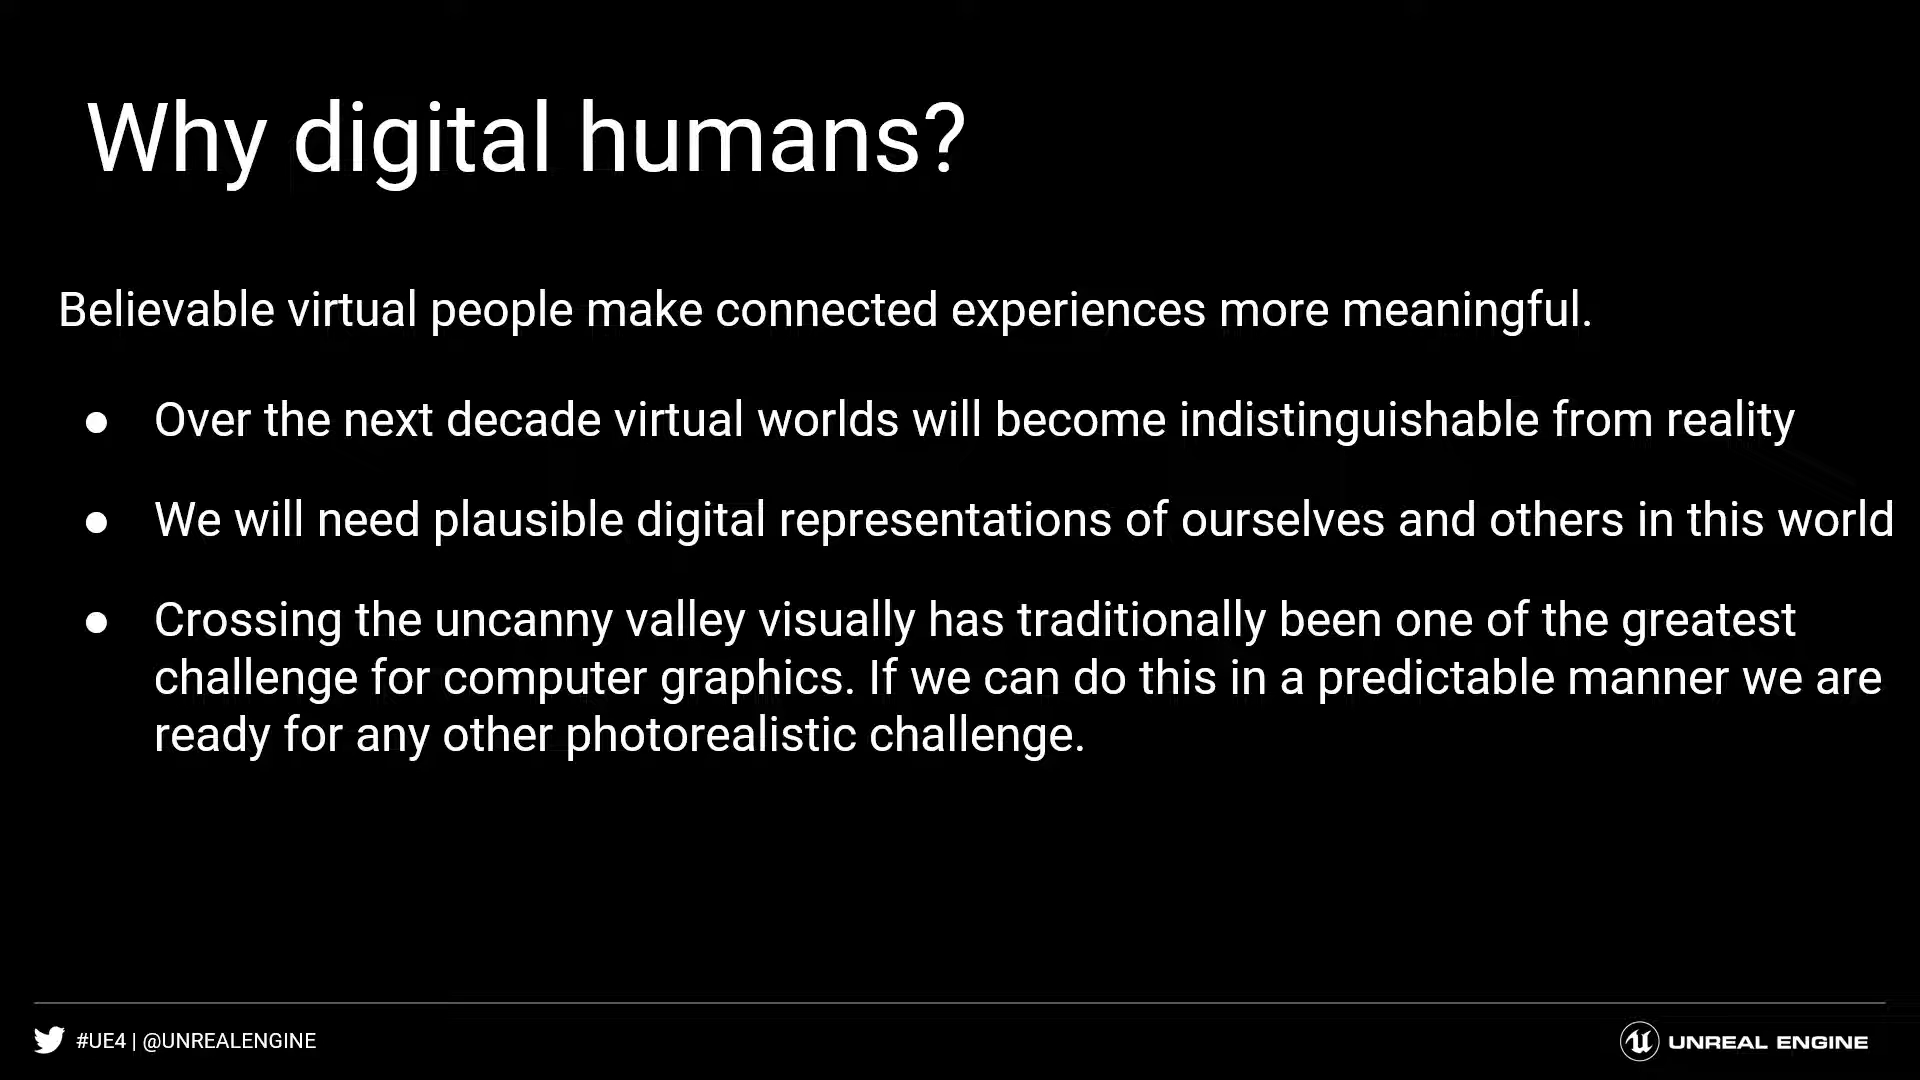 Why digital humans?
Believable virtual people make connected experiences more meaningful.
● Over the next decade virtual worlds will become indistinguishable from reality
● We will need plausible digital representations of ourselves and others in this world
● Crossing the uncanny valley visually has traditionally been one of the greatest
challenge for computer graphics. If we can do this in a predictable manner we are
ready for any other photorealistic challenge.
#UE4 | @UNREALENGINE
UNREAL ENGINE